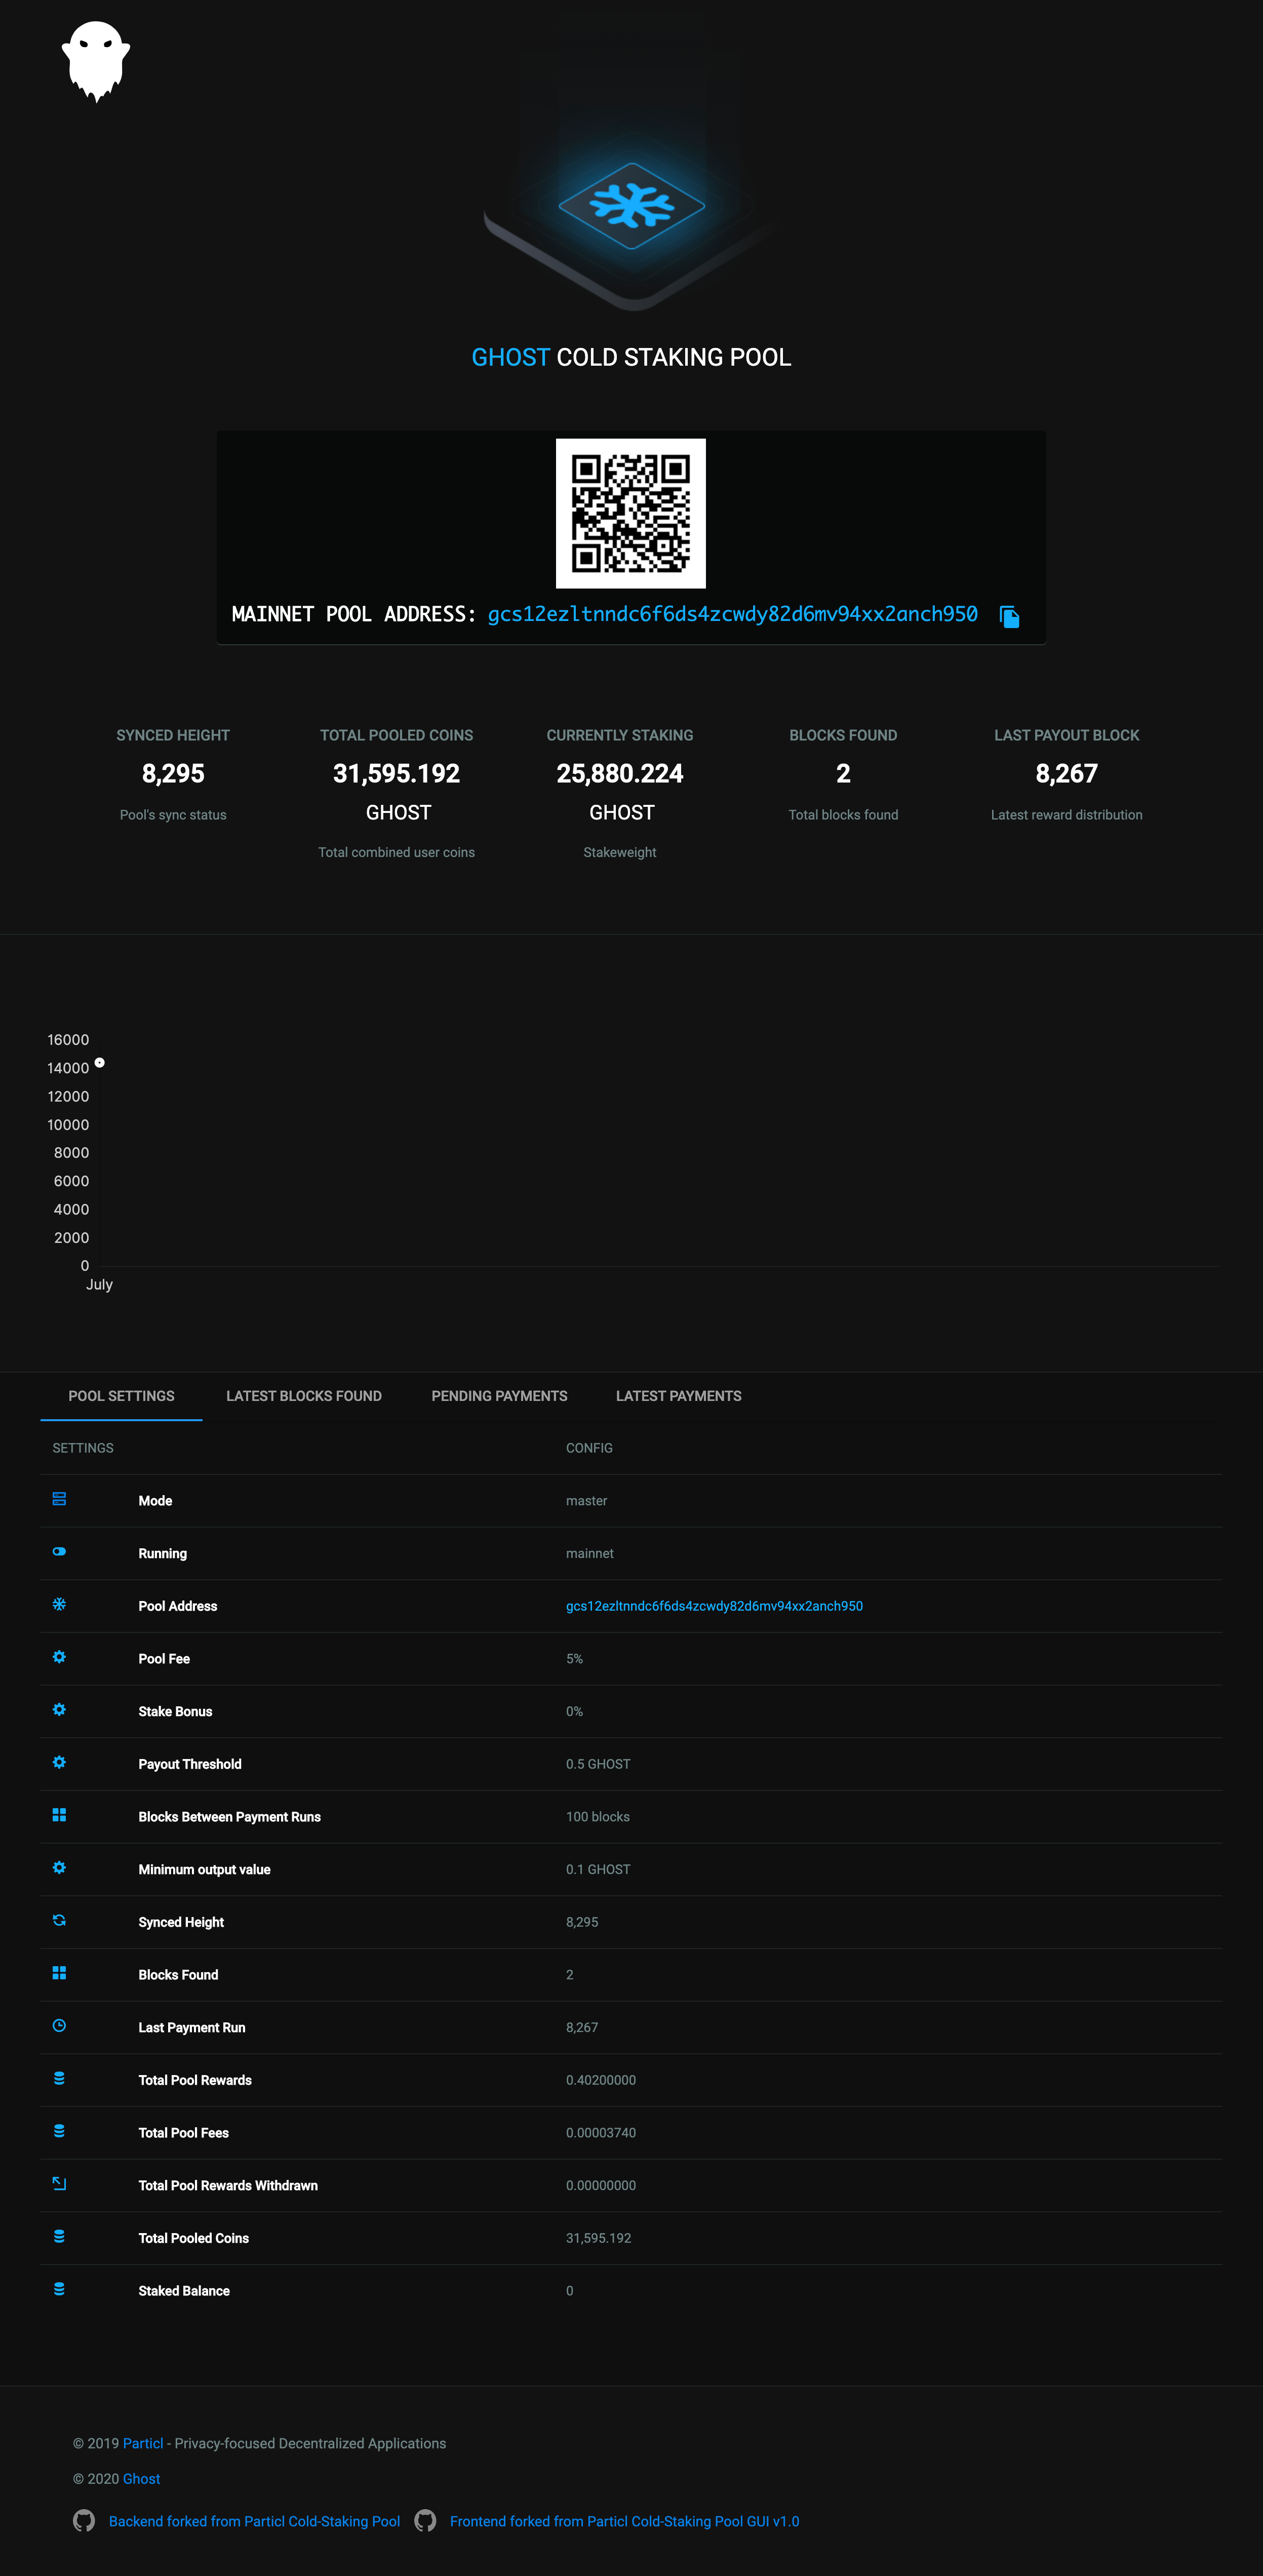 GHOST COLD STAKING POOL
MAINNET POOL ADDRESS: gcs12ezltnndc6f6ds4zcwdy82d6mv94xx2anch950
SYNCED HEIGHT
8,295
Pool's sync status
TOTAL POOLED COINS
31,595.192
GHOST
Total combined user coins
CURRENTLY STAKING
25,880.224
GHOST
Stakeweight
BLOCKS FOUND
2
Total blocks found
LAST PAYOUT BLOCK
8,267
Latest reward distribution
16000
14000
12000
10000
8000
6000
4000
2000
0
July
POOL SETTINGS LATEST BLOCKS FOUND PENDING PAYMENTS LATEST PAYMENTS
SETTINGS CONFIG
Mode master
Running mainnet
Pool Address gcs12ezltnndc6f6ds4zcwdy82d6mv94xx2anch950
Pool Fee 5%
Stake Bonus 0%
Payout Threshold 0.5 GHOST
Blocks Between Payment Runs 100 blocks
Minimum output value 0.1 GHOST
Synced Height 8,295
Blocks Found 2
Last Payment Run 8,267
Total Pool Rewards 0.40200000
Total Pool Fees 0.00003740
Total Pool Rewards Withdrawn 0.00000000
Total Pooled Coins 31,595.192
Staked Balance 0
© 2019 Particl - Privacy-focused Decentralized Applications
© 2020 Ghost
Backend forked from Particl Cold-Staking Pool Frontend forked from Particl Cold-Staking Pool GUI v1.0